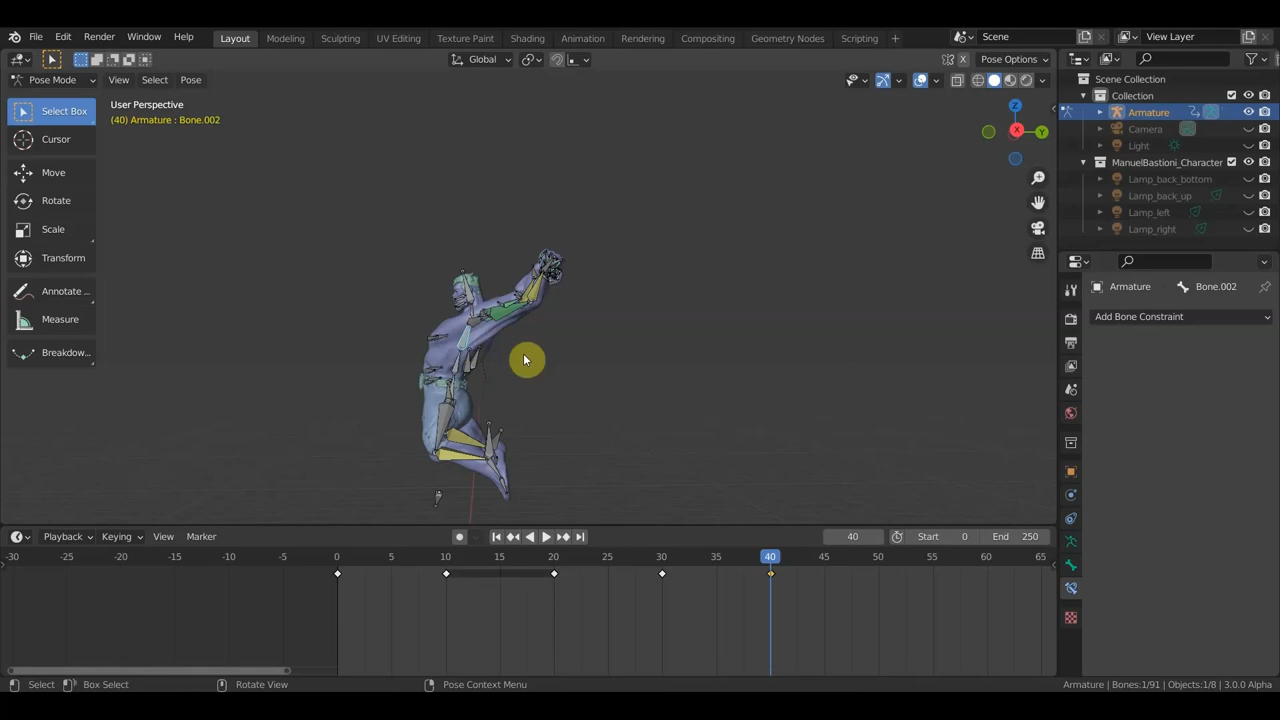 File Edit Render Window Help Layout Modeling Sculpting UV Editing Texture Paint Shading Animation Rendering Compositing Geometry Nodes Scripting + Scene View Layer
Global Pose Options
Pose Mode View Select Pose
Select Box
Cursor
Move
Rotate
Scale
Transform
Annotate ...
Measure
Breakdow...
User Perspective
(40) Armature : Bone.002
Z
X
Y
X
Scene Collection
Collection
Armature
Camera
Light
ManuelBastioni_Character
Lamp_back_bottom
Lamp_back_up
Lamp_left
Lamp_right
Armature Bone.002
Add Bone Constraint
Playback Keying View Marker 40 Start 0 End 250
-30 -25 -20 -15 -10 -5 0 5 10 15 20 25 30 35 40 45 50 55 60 65
Select Box Select Rotate View Pose Context Menu Armature | Bones:1/91 | Objects:1/8 | 3.0.0 Alpha